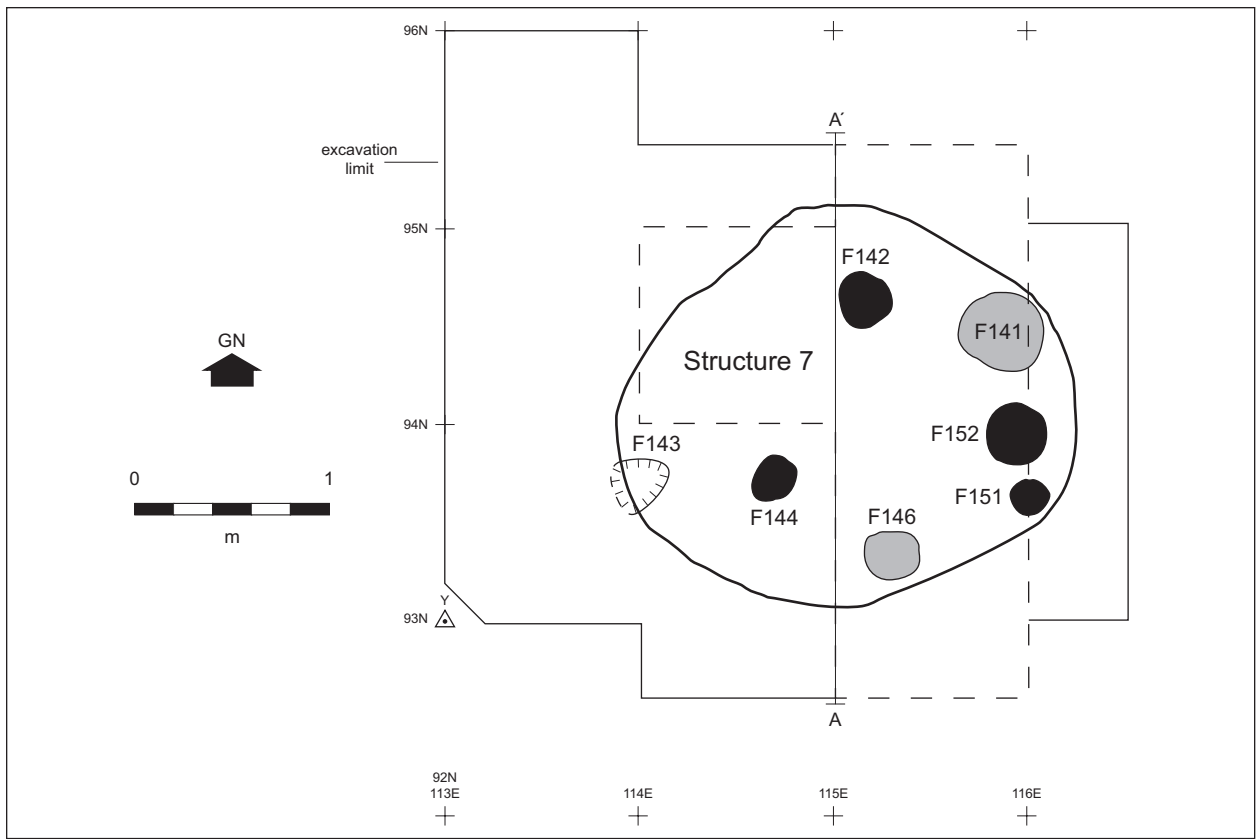 96N
A´
excavation
limit
95N
F142
F141
GN
Structure 7
94N
F152
F143
0 1
F151
F144
F146
m
Y
93N
A
92N
113E 114E 115E 116E